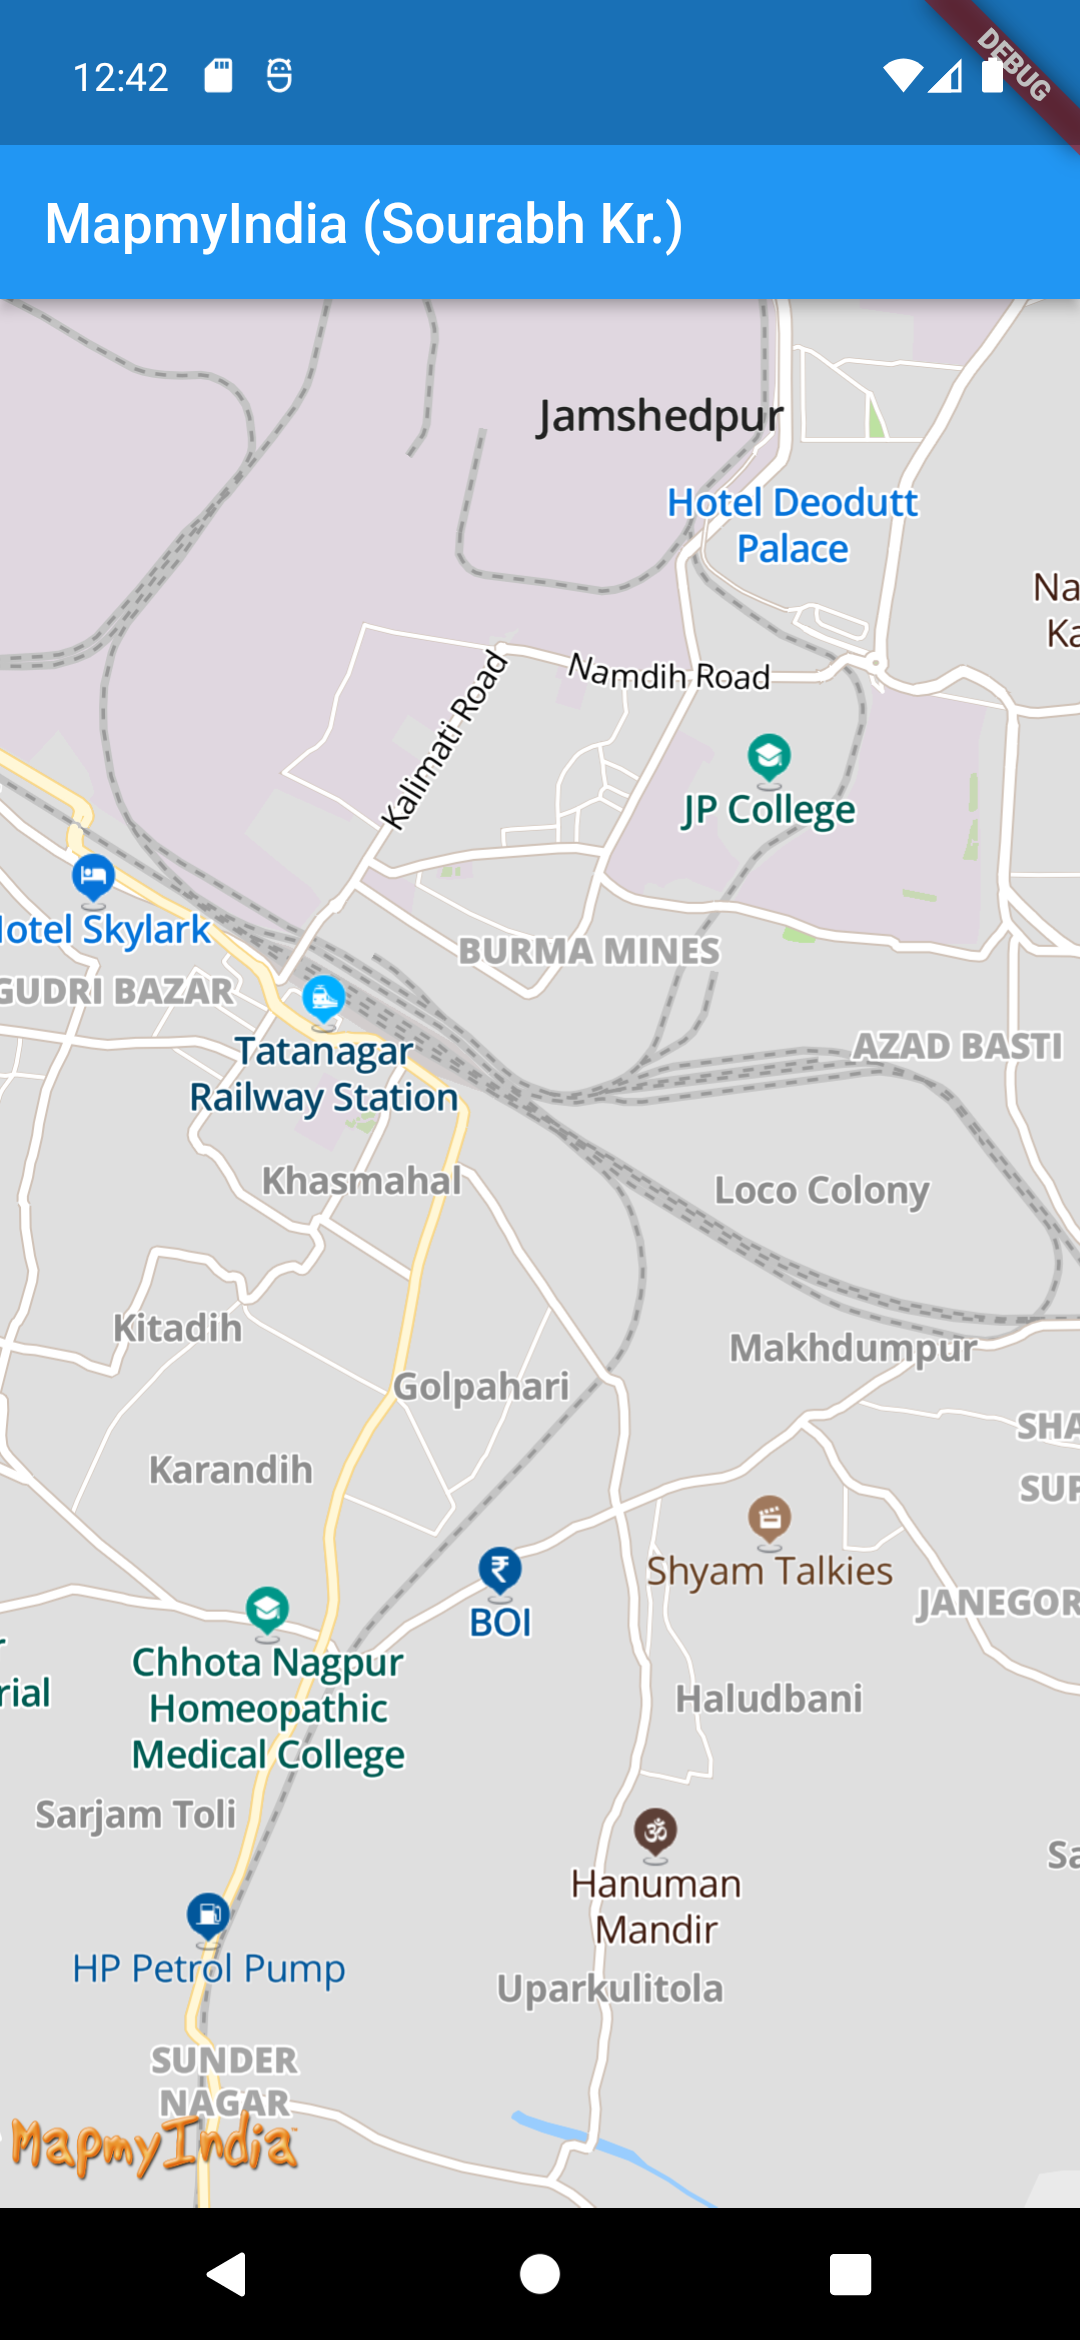 12:42
DEBUG
MapmyIndia (Sourabh Kr.)
Jamshedpur
Hotel Deodutt
Palace
Na
Ka
Namdih Road
Kalimati Road
JP College
otel Skylark
BURMA MINES
GUDRI BAZAR
Tatanagar
Railway Station
AZAD BASTI
Khasmahal
Loco Colony
Kitadih
Makhdumpur
Golpahari
SHA
Karandih
SUR
Shyam Talkies
BOI
JANEGOR
Chhota Nagpur
Homeopathic
Medical College
rial
Haludbani
Sarjam Toli
Sa
Hanuman
Mandir
HP Petrol Pump
Uparkulitola
SUNDER
NAGAR
MapmyIndia